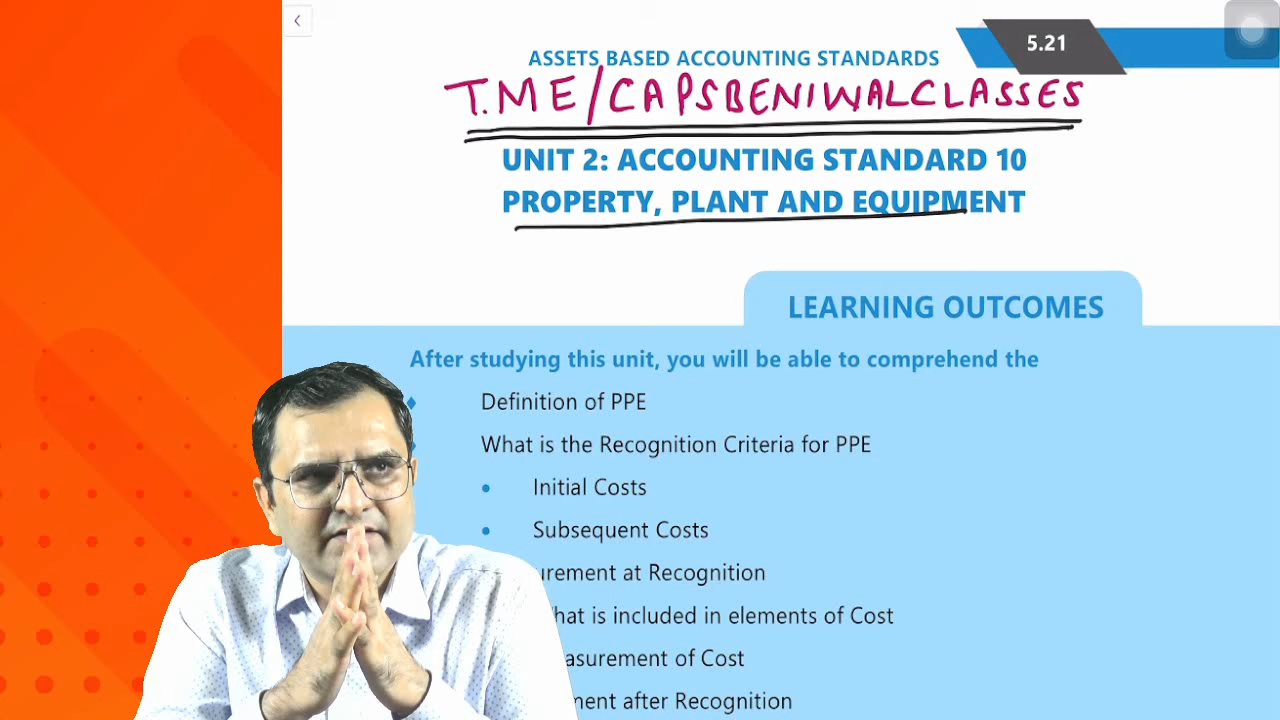 5.21
ASSETS BASED ACCOUNTING STANDARDS
T.ME/CAPSBENIWALCLASSES
UNIT 2: ACCOUNTING STANDARD 10
PROPERTY, PLANT AND EQUIPMENT
LEARNING OUTCOMES
After studying this unit, you will be able to comprehend the
Definition of PPE
What is the Recognition Criteria for PPE
Initial Costs
Subsequent Costs
urement at Recognition
hat is included in elements of Cost
asurement of Cost
ment after Recognition